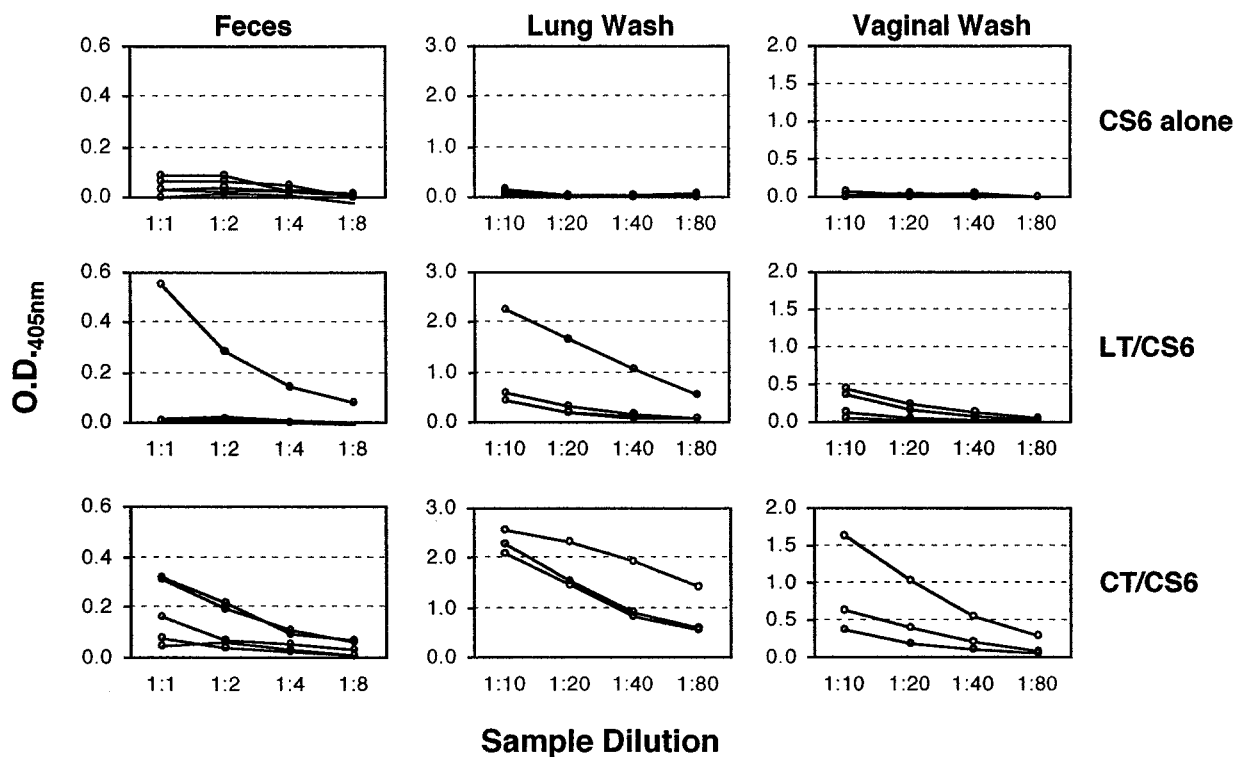 Feces Lung Wash Vaginal Wash
0.6 3.0 2.0
0.4 2.0 1.5
1.0 CS6 alone
0.2 1.0 0.5
0.0 0.0 0.0
1:1 1:2 1:4 1:8 1:10 1:20 1:40 1:80 1:10 1:20 1:40 1:80
O.D.405nm
0.6 3.0 2.0
0.4 2.0 1.5
1.0 LT/CS6
0.2 1.0 0.5
0.0 0.0 0.0
1:1 1:2 1:4 1:8 1:10 1:20 1:40 1:80 1:10 1:20 1:40 1:80
0.6 3.0 2.0
0.4 2.0 1.5
1.0 CT/CS6
0.2 1.0 0.5
0.0 0.0 0.0
1:1 1:2 1:4 1:8 1:10 1:20 1:40 1:80 1:10 1:20 1:40 1:80
Sample Dilution